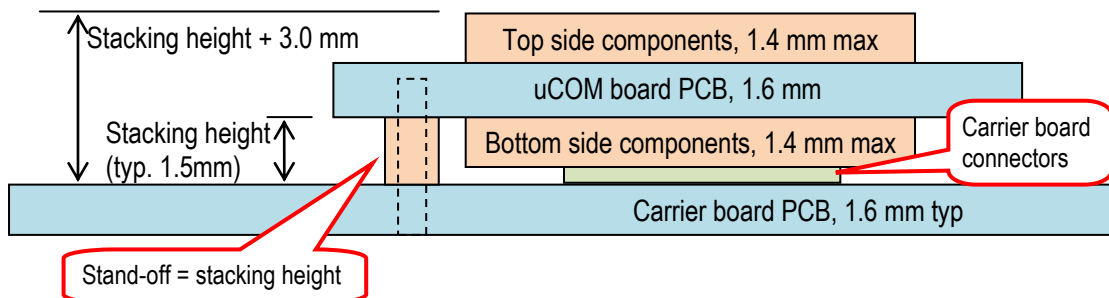 Stacking height + 3.0 mm
Top side components, 1.4 mm max
uCOM board PCB, 1.6 mm
Stacking height
(typ. 1.5mm)
Bottom side components, 1.4 mm max
Carrier board
connectors
Carrier board PCB, 1.6 mm typ
Stand-off = stacking height